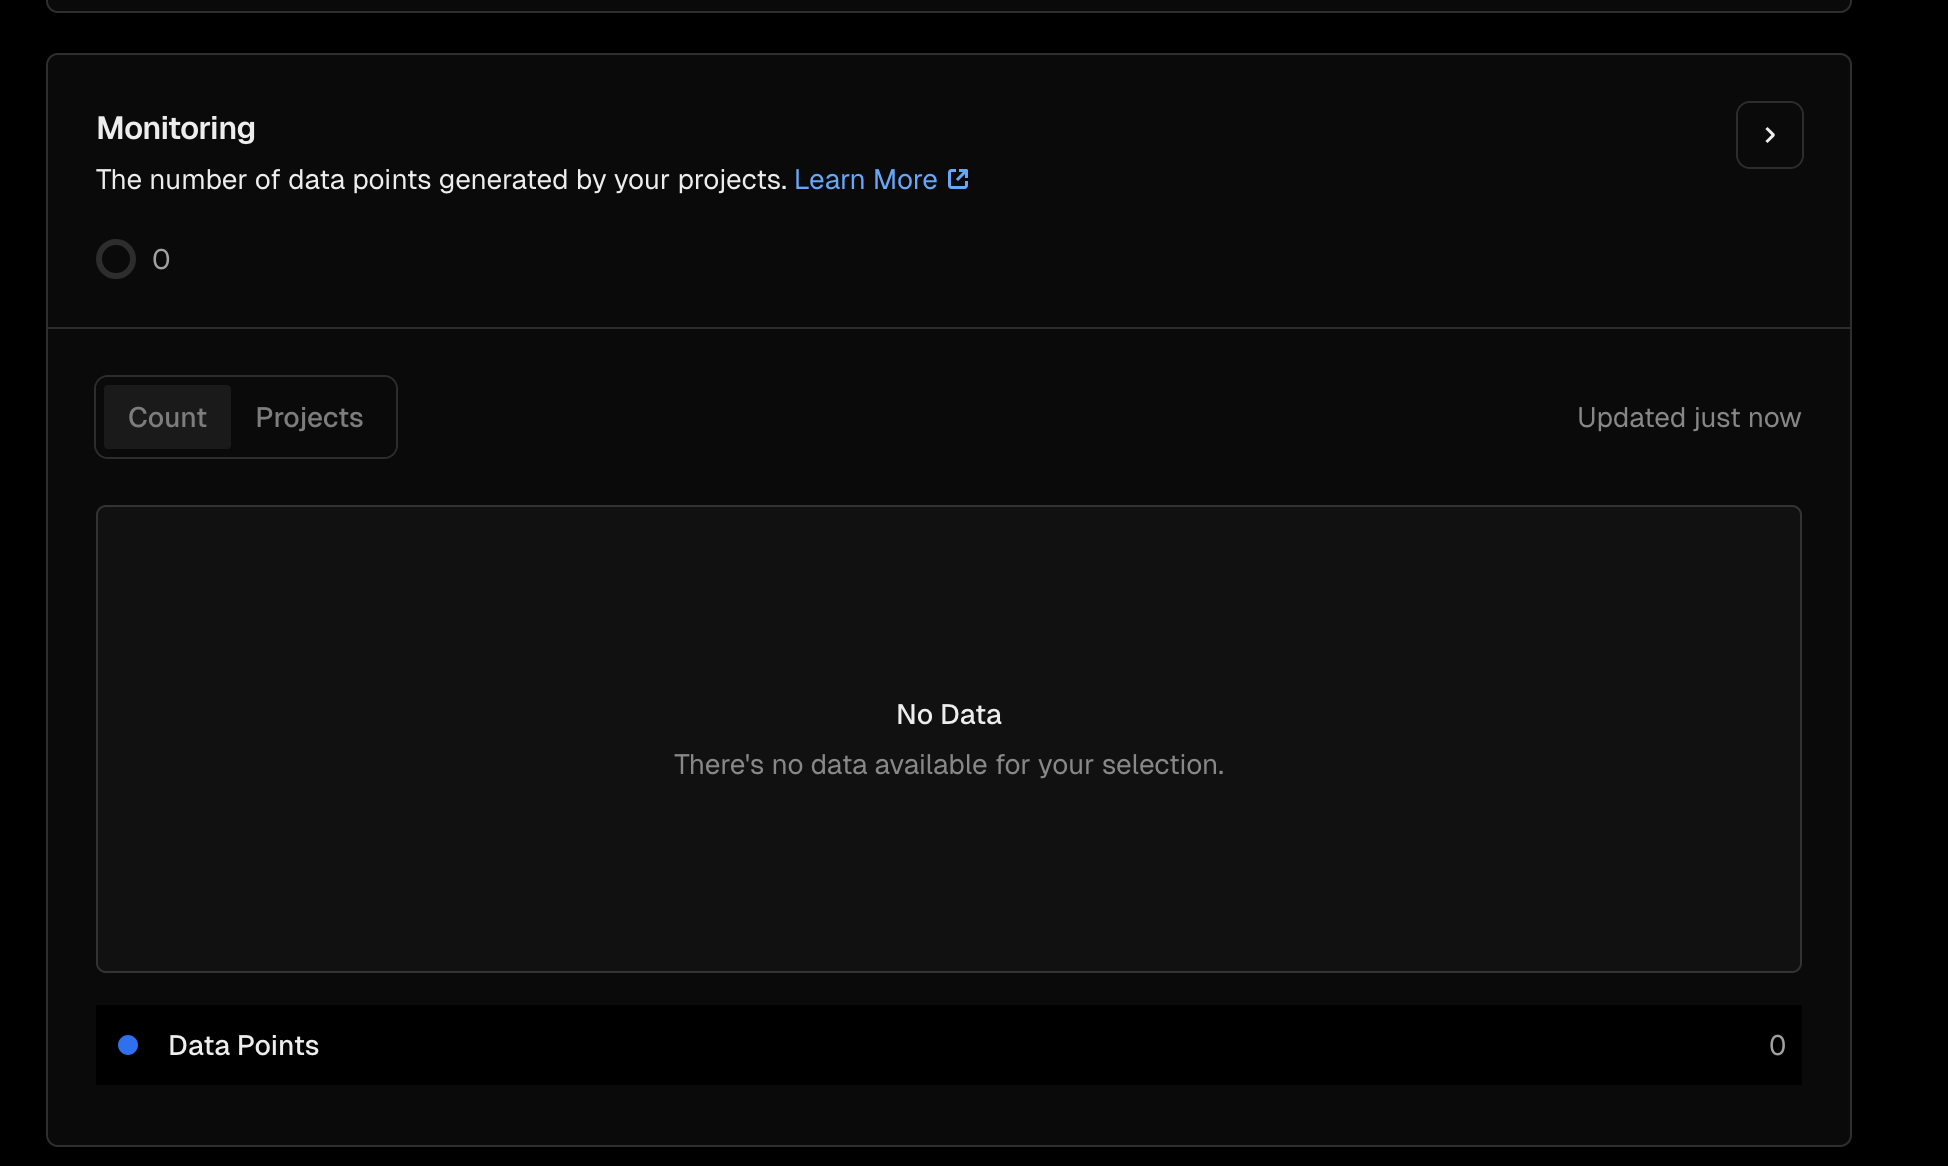 Monitoring
The number of data points generated by your projects. Learn More
0
Count Projects
Updated just now
No Data
There's no data available for your selection.
Data Points 0